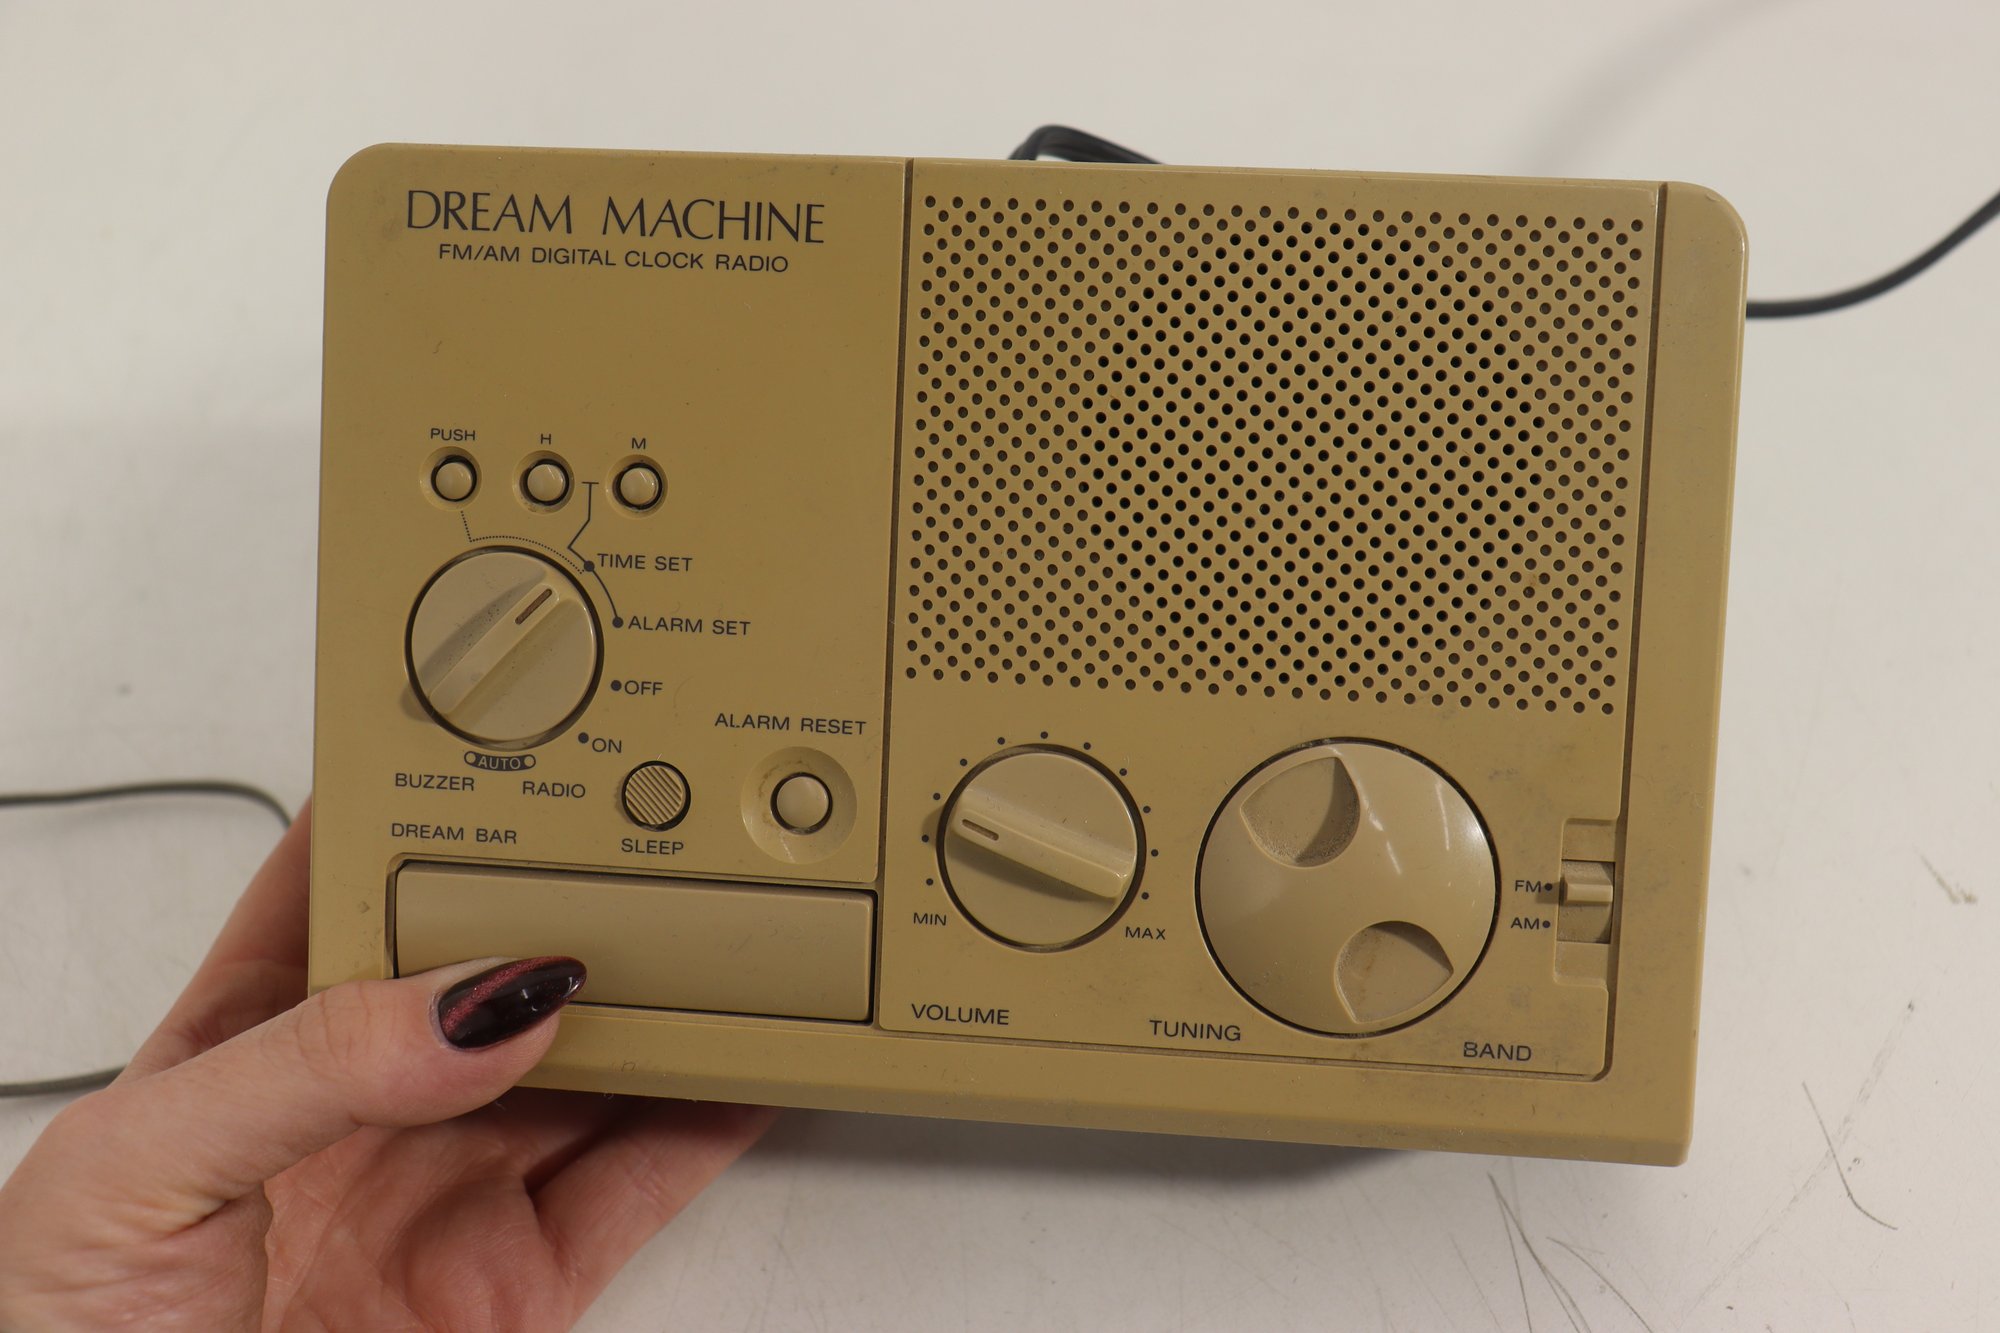 DREAM MACHINE
FM/AM DIGITAL CLOCK RADIO
PUSH H M
TIME SET
ALARM SET
OFF
ON
AUTO
BUZZER RADIO
ALARM RESET
DREAM BAR
SLEEP
MIN MAX
VOLUME
TUNING
FM
AM
BAND